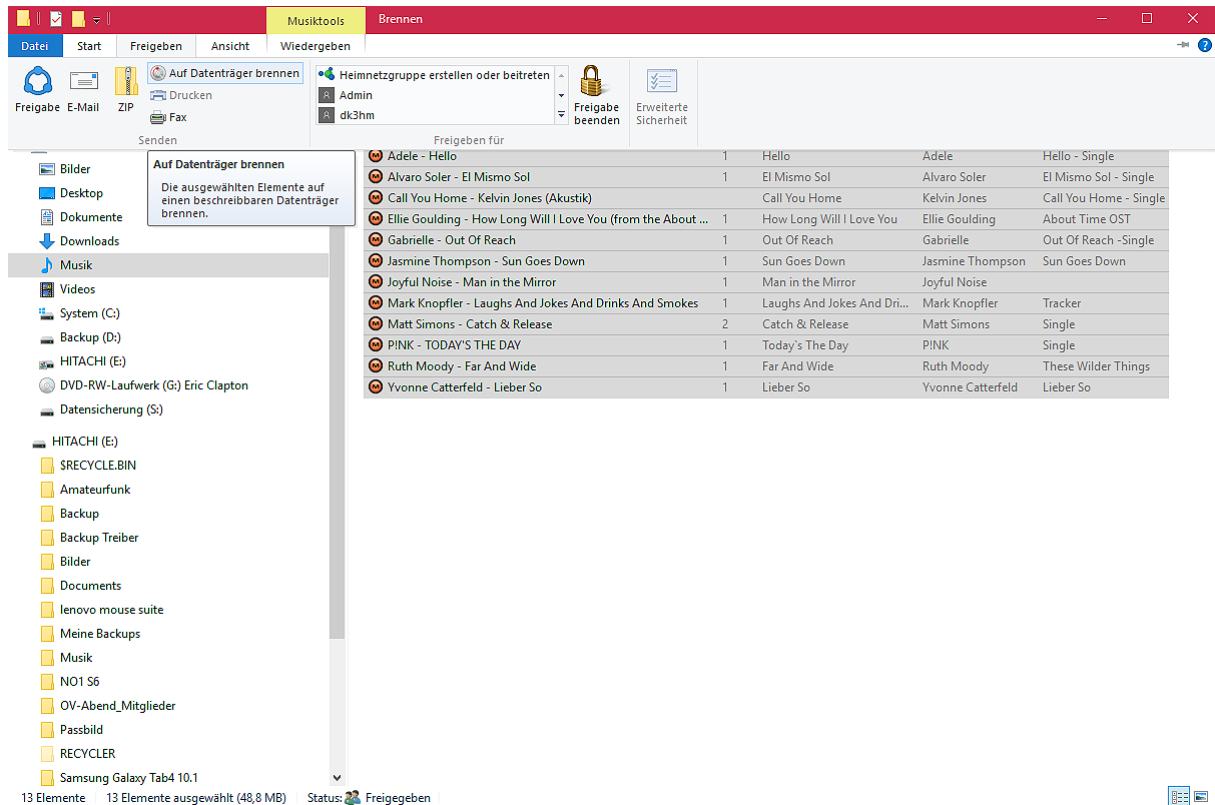 Musiktools Brennen
Datei Start Freigeben Ansicht Wiedergeben
Freigabe E-Mail ZIP
Auf Datenträger brennen
Drucken
Fax
Senden
Heimnetzgruppe erstellen oder beitreten
Admin
dk3hm
Freigabe
beenden
Freigeben für
Erweiterte
Sicherheit
Auf Datenträger brennen
Die ausgewählten Elemente auf
einen beschreibbaren Datenträger
brennen.
Bilder
Desktop
Dokumente
Downloads
Musik
Videos
System (C:)
Backup (D:)
HITACHI (E:)
DVD-RW-Laufwerk (G:) Eric Clapton
Datensicherung (S:)
HITACHI (E:)
$RECYCLE.BIN
Amateurfunk
Backup
Backup Treiber
Bilder
Documents
lenovo mouse suite
Meine Backups
Musik
NO1 S6
OV-Abend_Mitglieder
Passbild
RECYCLER
Samsung Galaxy Tab4 10.1
Adele - Hello 1 Hello Adele Hello - Single
Alvaro Soler - El Mismo Sol 1 El Mismo Sol Alvaro Soler El Mismo Sol - Single
Call You Home - Kelvin Jones (Akustik) Call You Home Kelvin Jones Call You Home - Single
Ellie Goulding - How Long Will I Love You (from the About ... 1 How Long Will I Love You Ellie Goulding About Time OST
Gabrielle - Out Of Reach 1 Out Of Reach Gabrielle Out Of Reach -Single
Jasmine Thompson - Sun Goes Down 1 Sun Goes Down Jasmine Thompson Sun Goes Down
Joyful Noise - Man in the Mirror 1 Man in the Mirror Joyful Noise
Mark Knopfler - Laughs And Jokes And Drinks And Smokes 1 Laughs And Jokes And Dri... Mark Knopfler Tracker
Matt Simons - Catch & Release 2 Catch & Release Matt Simons Single
P!NK - TODAY'S THE DAY 1 Today`s The Day P!NK Single
Ruth Moody - Far And Wide 1 Far And Wide Ruth Moody These Wilder Things
Yvonne Catterfeld - Lieber So 1 Lieber So Yvonne Catterfeld Lieber So
13 Elemente 13 Elemente ausgewählt (48,8 MB) Status: Freigegeben